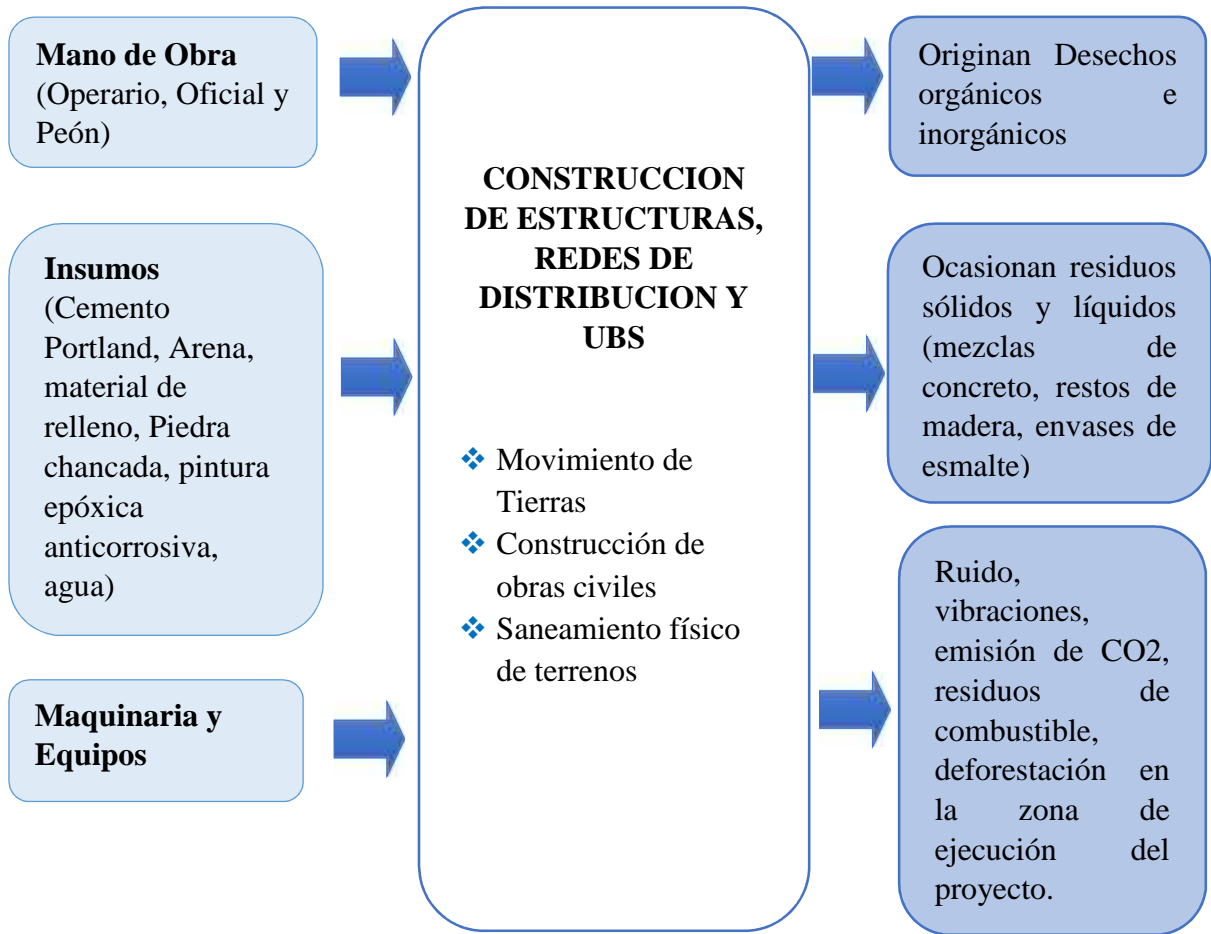 Mano de Obra
(Operario, Oficial y
Peón)
Insumos
(Cemento
Portland, Arena,
material de
relleno, Piedra
chancada, pintura
epóxica
anticorrosiva,
agua)
Maquinaria y
Equipos
CONSTRUCCION
DE ESTRUCTURAS,
REDES DE
DISTRIBUCION Y
UBS
❖ Movimiento de
Tierras
❖ Construcción de
obras civiles
❖ Saneamiento físico
de terrenos
Originan Desechos
orgánicos e
inorgánicos
Ocasionan residuos
sólidos y líquidos
(mezclas de
concreto, restos de
madera, envases de
esmalte)
Ruido,
vibraciones,
emisión de CO2,
residuos de
combustible,
deforestación en
la zona de
ejecución del
proyecto.